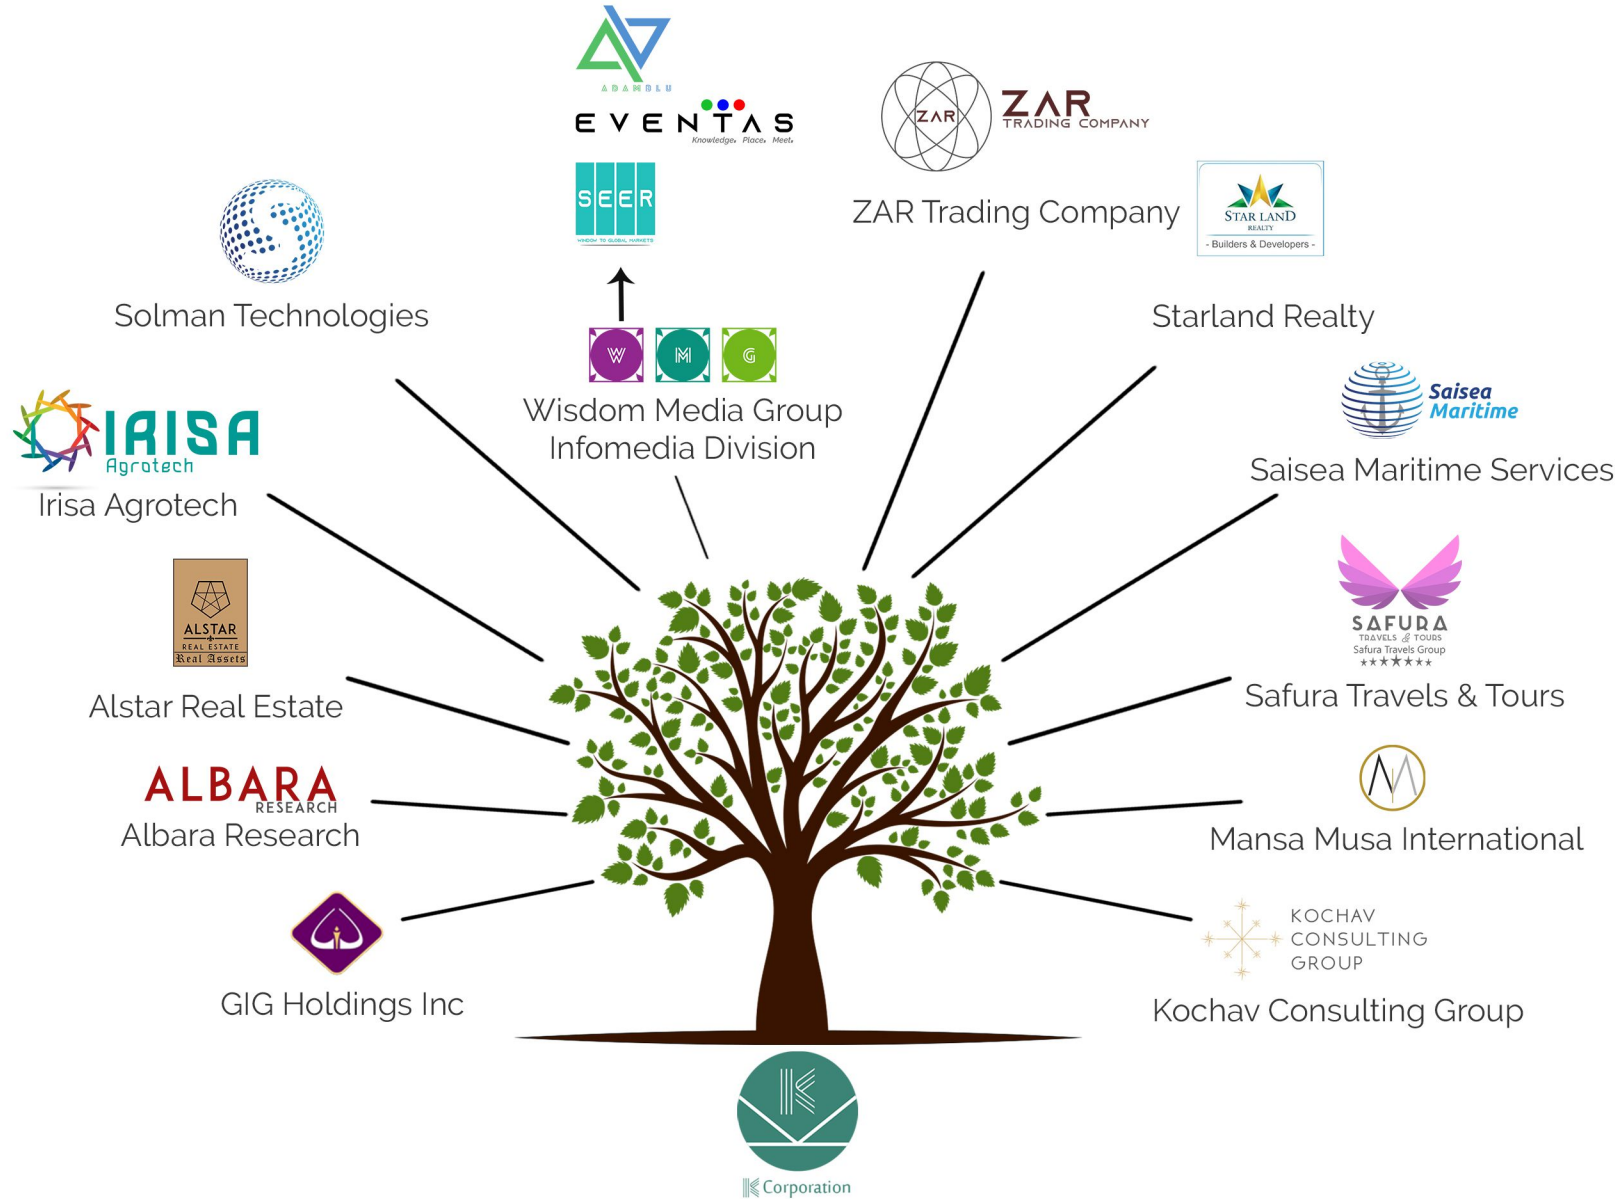 ADAMBLU
EVENTAS
Knowledge. Place. Meet.
SEER
WINDOW TO GLOBAL MARKETS
ZAR
ZAR
TRADING COMPANY
ZAR Trading Company
STAR LAND
REALTY
- Builders & Developers -
Starland Realty
Solman Technologies
W M G
Wisdom Media Group
Infomedia Division
Saisea
Maritime
Saisea Maritime Services
IRISA
Agrotech
Irisa Agrotech
ALSTAR
REAL ESTATE
Real Assets
Alstar Real Estate
SAFURA
TRAVELS & TOURS
Safura Travels Group
Safura Travels & Tours
ALBARA
RESEARCH
Albara Research
M
Mansa Musa International
GIG Holdings Inc
KOCHAV
CONSULTING
GROUP
Kochav Consulting Group
K
K Corporation